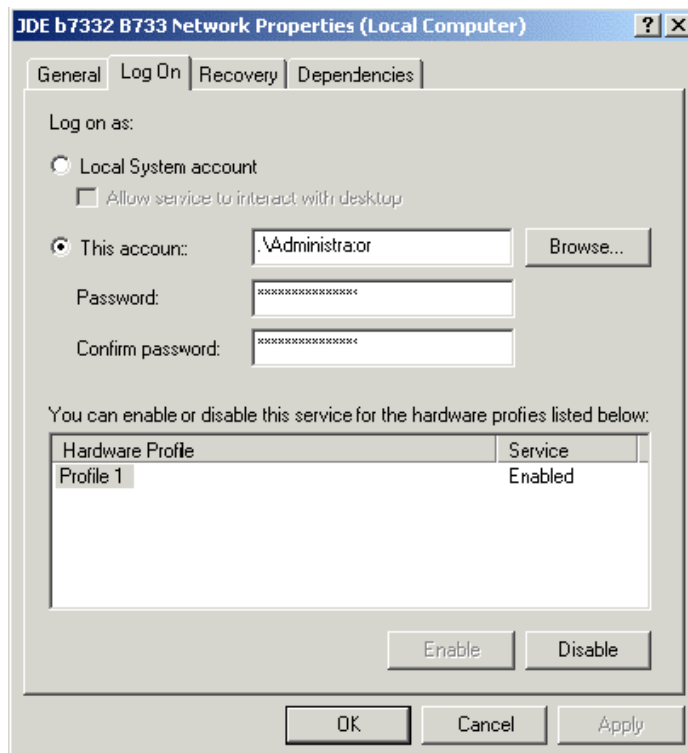 JDE b7332 B733 Network Properties (Local Computer)
General Log On Recovery Dependencies
Log on as:
Local System account
Allow service to interact with desktop
This accoun:: .\Administra:or Browse...
Password: ***************
Confirm password: ***************
You can enable or disable this service for the hardware profies listed below:
Hardware Profile Service
Profile 1 Enabled
Enable Disable
OK Cancel Apply